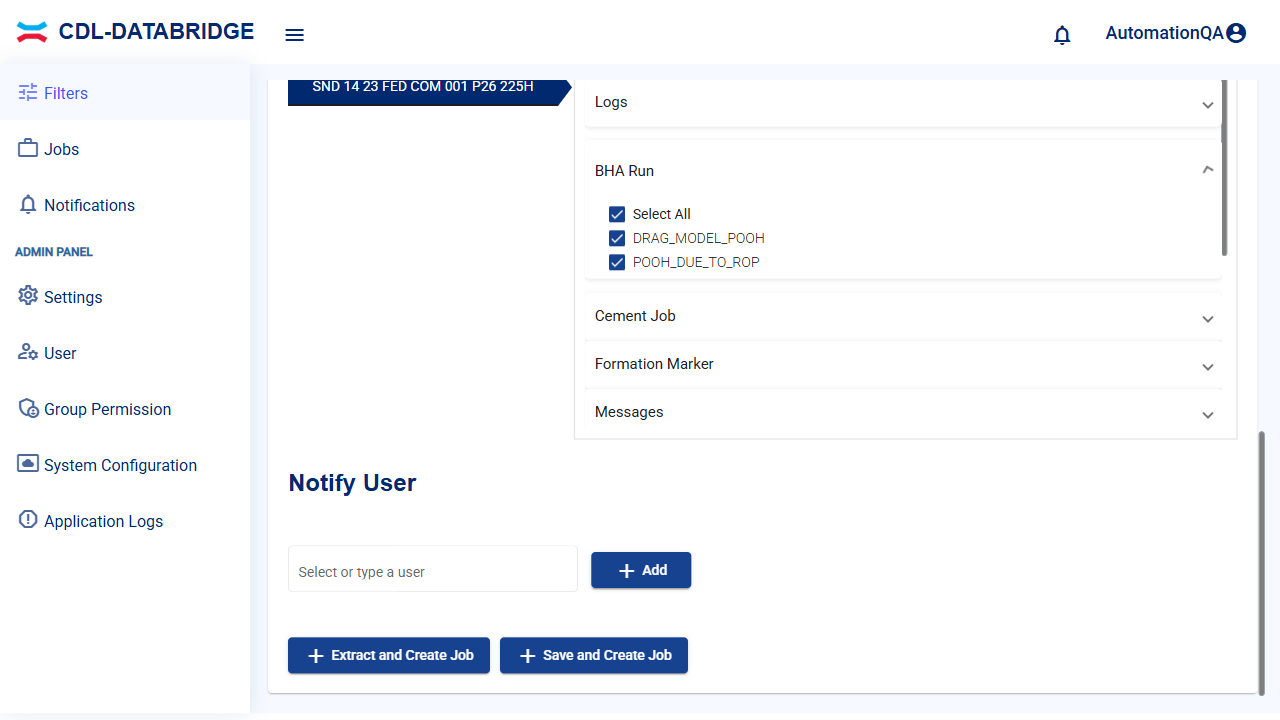 CDL-DATABRIDGE
AutomationQA
Filters
Jobs
Notifications
ADMIN PANEL
Settings
User
Group Permission
System Configuration
Application Logs
SND 14 23 FED COM 001 P26 225H
Logs
BHA Run
Select All
DRAG_MODEL_POOH
POOH_DUE_TO_ROP
Cement Job
Formation Marker
Messages
Notify User
Select or type a user
Add
Extract and Create Job
Save and Create Job